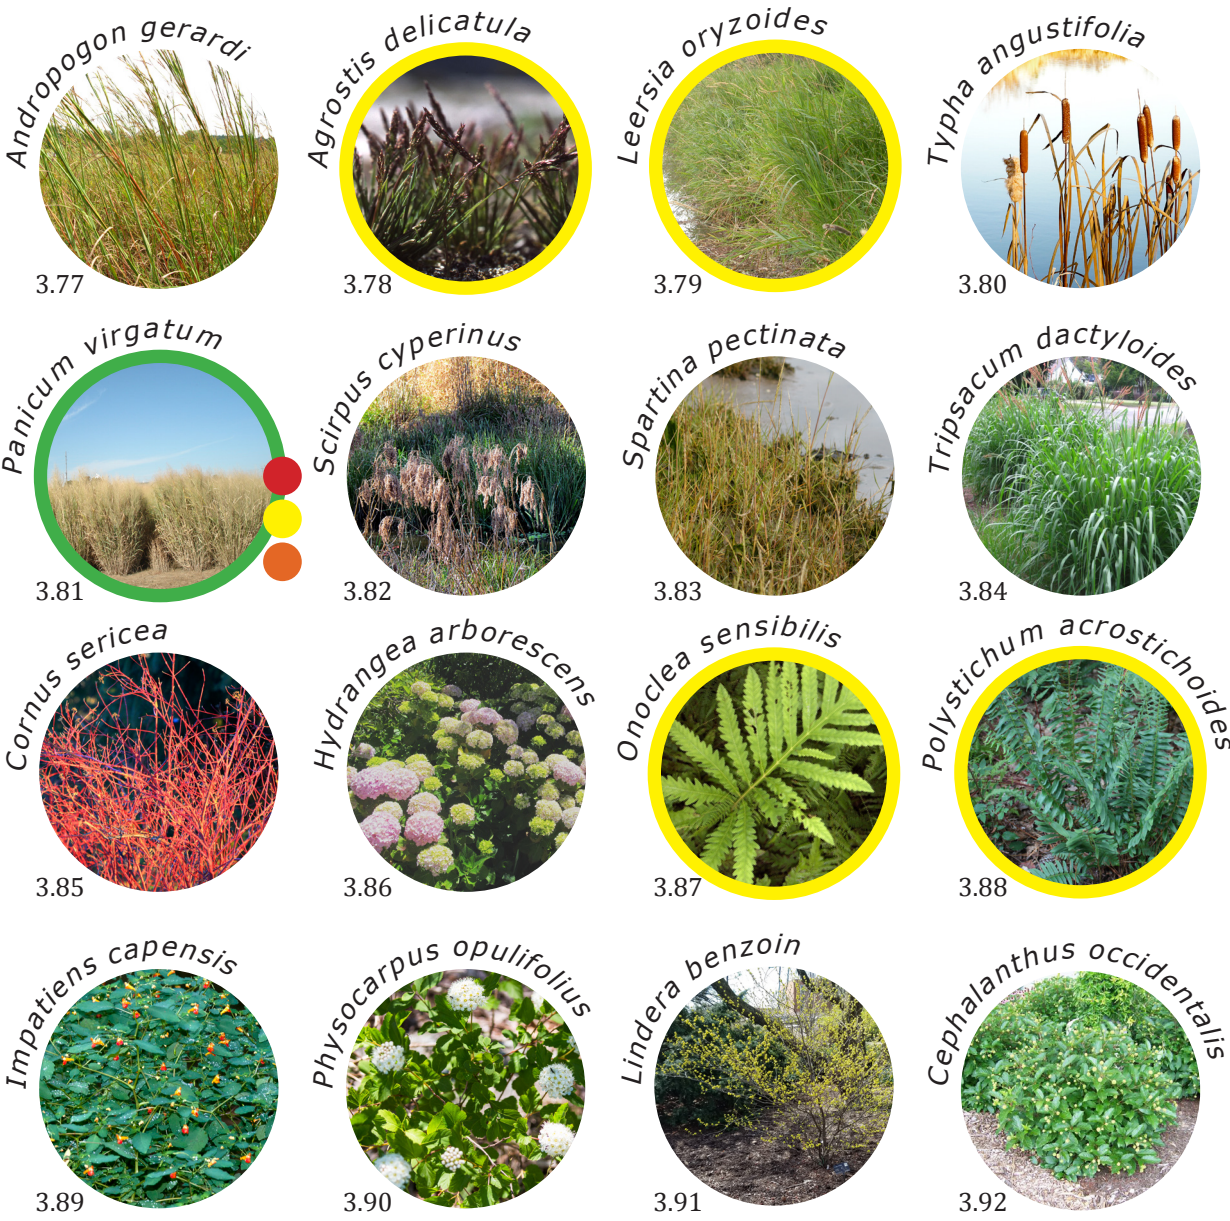 Andropogon gerardi
3.77
Agrostis delicatula
3.78
Leersia oryzoides
3.79
Typha angustifolia
3.80
Panicum virgatum
3.81
Scirpus cyperinus
3.82
Spartina pectinata
3.83
Tripsacum dactyloides
3.84
Cornus sericea
3.85
Hydrangea arborescens
3.86
Onoclea sensibilis
3.87
Polystichum acrostichoides
3.88
Impatiens capensis
3.89
Physocarpus opulifolius
3.90
Lindera benzoin
3.91
Cephalanthus occidentalis
3.92